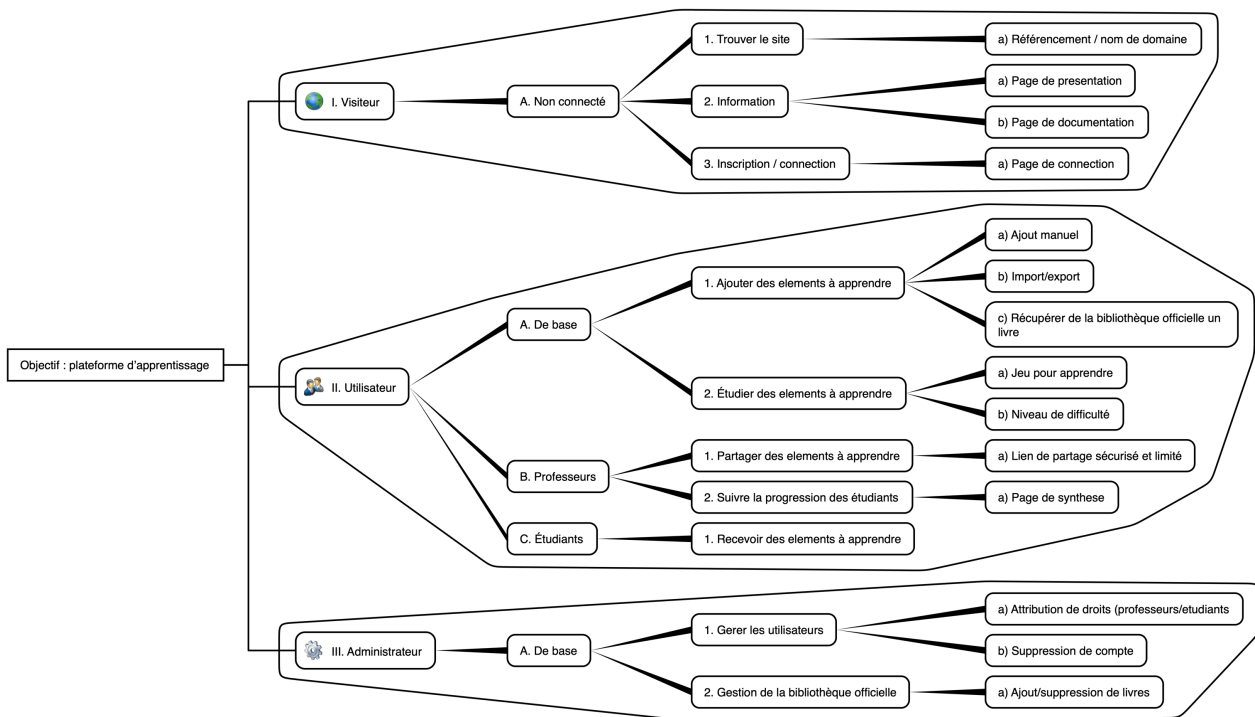 Objectif : plateforme d'apprentissage
I. Visiteur
A. Non connecté
1. Trouver le site
a) Référencement / nom de domaine
2. Information
a) Page de presentation
b) Page de documentation
3. Inscription / connection
a) Page de connection
II. Utilisateur
A. De base
1. Ajouter des elements à apprendre
a) Ajout manuel
b) Import/export
c) Récupérer de la bibliothèque officielle un
livre
2. Étudier des elements à apprendre
a) Jeu pour apprendre
b) Niveau de difficulté
B. Professeurs
1. Partager des elements à apprendre
a) Lien de partage sécurisé et limité
2. Suivre la progression des étudiants
a) Page de synthese
C. Étudiants
1. Recevoir des elements à apprendre
III. Administrateur
A. De base
1. Gerer les utilisateurs
a) Attribution de droits (professeurs/etudiants
b) Suppression de compte
2. Gestion de la bibliothèque officielle
a) Ajout/suppression de livres